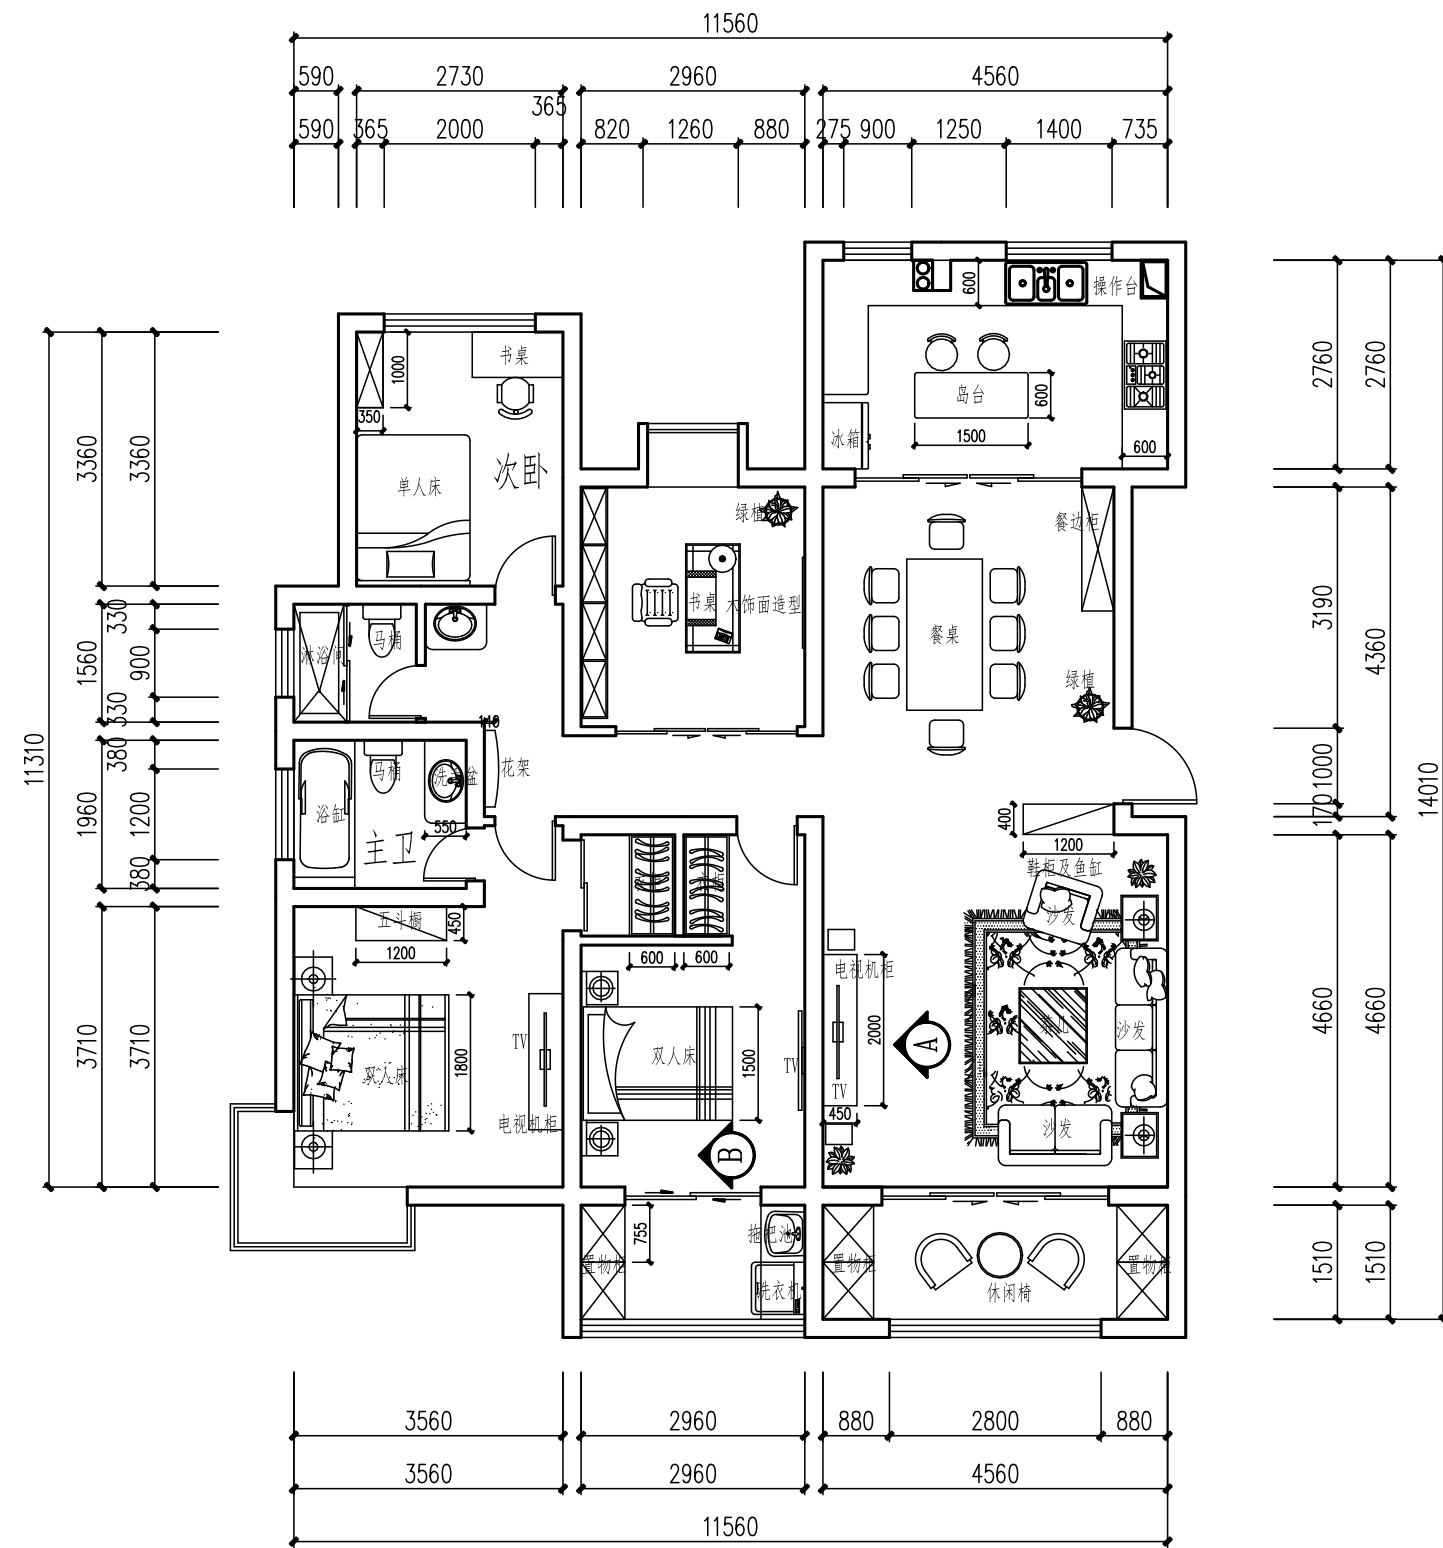 11560
590
2730
2960
4560
365
590
365
2000
820
1260
880
275
900
1250
1400
735
600
操作台
书桌
1000
岛台
600
2760
2760
350
冰箱
1500
600
3360
3360
次卧
单人床
绿植
餐边柜
330
书桌
木饰面造型
3190
1560
900
马桶
淋浴间
餐桌
4360
绿植
330
140
11310
380
马桶
洗手盆
花架
1000
14010
1960
1200
浴缸
550
主卫
400
170
1200
鞋柜及鱼缸
380
五斗橱
450
沙发
1200
600
600
电视机柜
3710
3710
TV
双人床
1800
双人床
1500
TV
2000
A
茶几
沙发
4660
4660
TV
450
电视机柜
沙发
B
755
拖把池
置物柜
洗衣机
置物柜
休闲椅
置物柜
1510
1510
3560
2960
880
2800
880
3560
2960
4560
11560